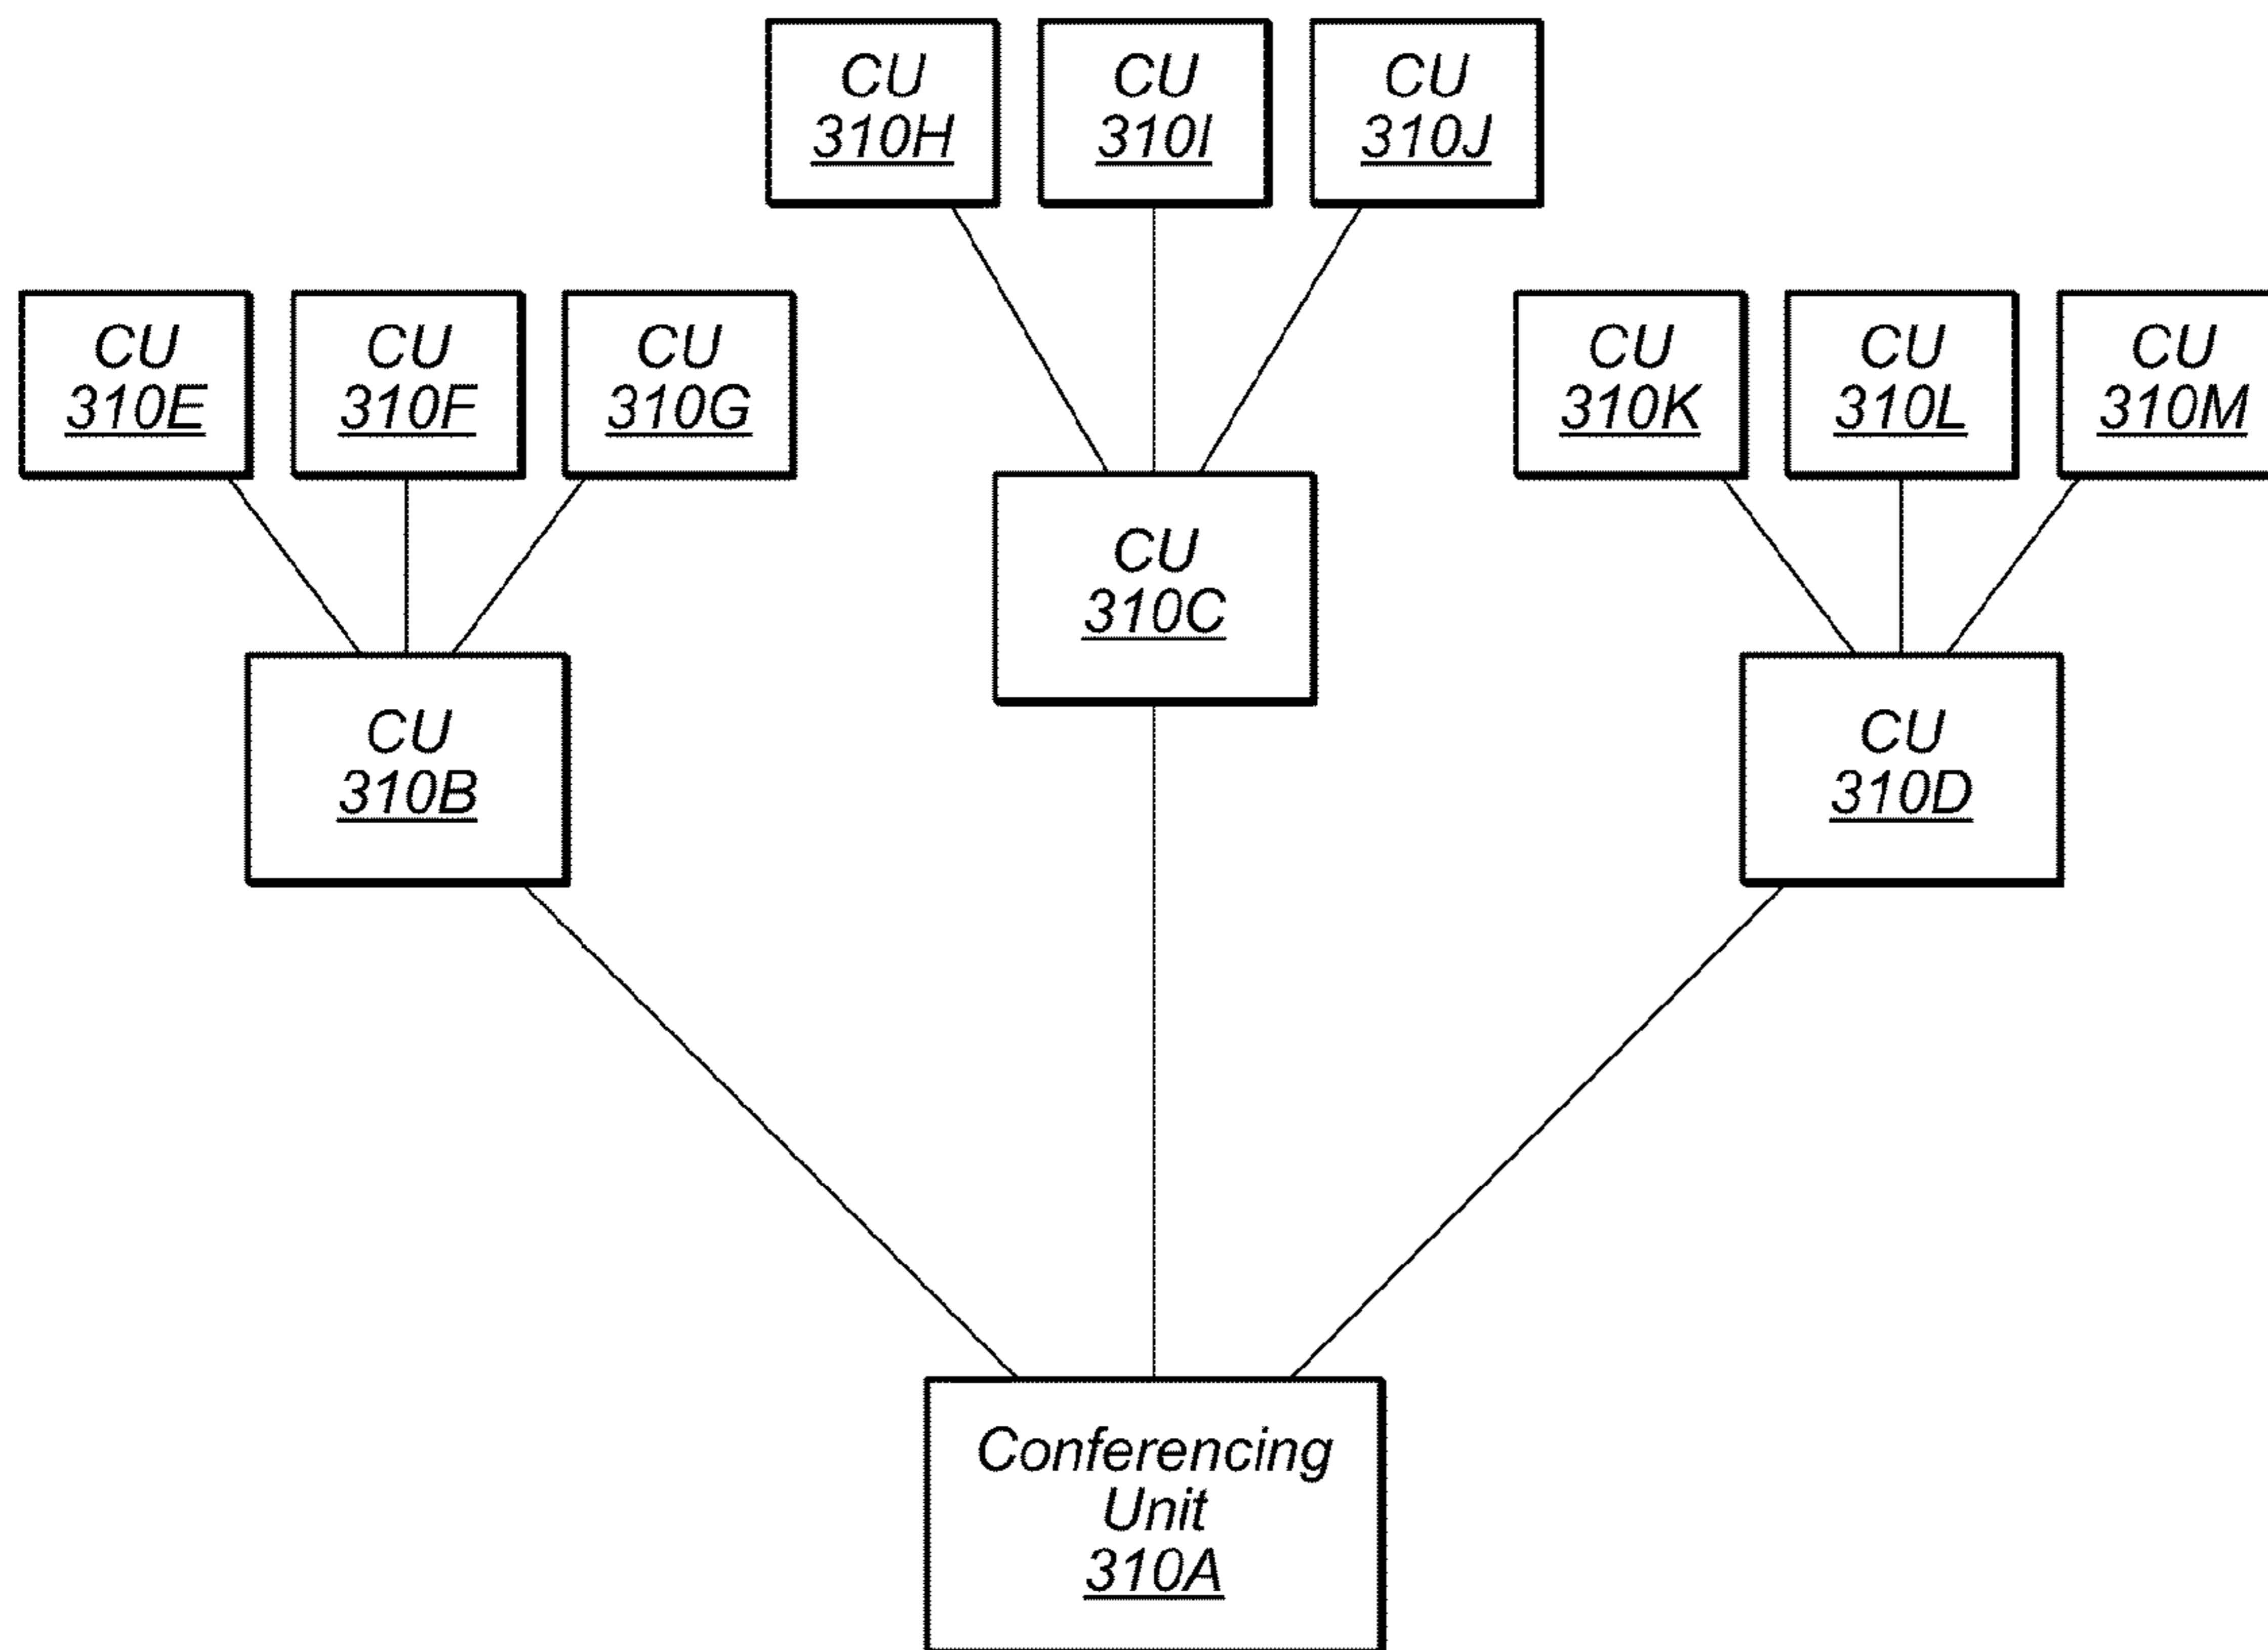 CU
310H
CU
310I
CU
310J
CU
310E
CU
310F
CU
310G
CU
310K
CU
310L
CU
310M
CU
310C
CU
310B
CU
310D
Conferencing
Unit
310A